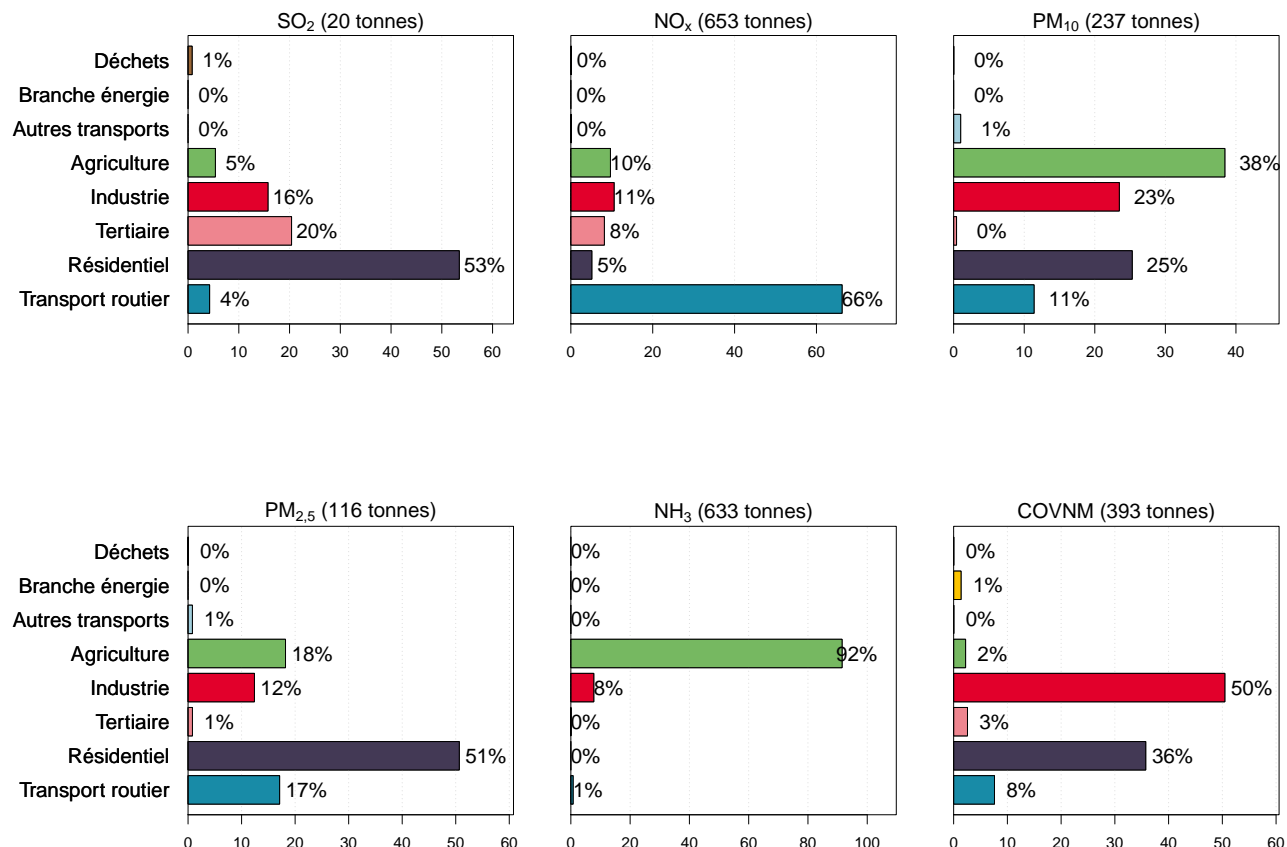 SO₂ (20 tonnes)
Déchets 1%
Branche énergie 0%
Autres transports 0%
Agriculture 5%
Industrie 16%
Tertiaire 20%
Résidentiel 53%
Transport routier 4%
0 10 20 30 40 50 60
NOₓ (653 tonnes)
0%
0%
0%
10%
11%
8%
5%
66%
0 20 40 60
PM₁₀ (237 tonnes)
0%
0%
1%
38%
23%
0%
25%
11%
0 10 20 30 40
PM₂,₅ (116 tonnes)
Déchets 0%
Branche énergie 0%
Autres transports 1%
Agriculture 18%
Industrie 12%
Tertiaire 1%
Résidentiel 51%
Transport routier 17%
0 10 20 30 40 50 60
NH₃ (633 tonnes)
0%
0%
0%
92%
8%
0%
0%
1%
0 20 40 60 80 100
COVNM (393 tonnes)
0%
1%
0%
2%
50%
3%
36%
8%
0 10 20 30 40 50 60